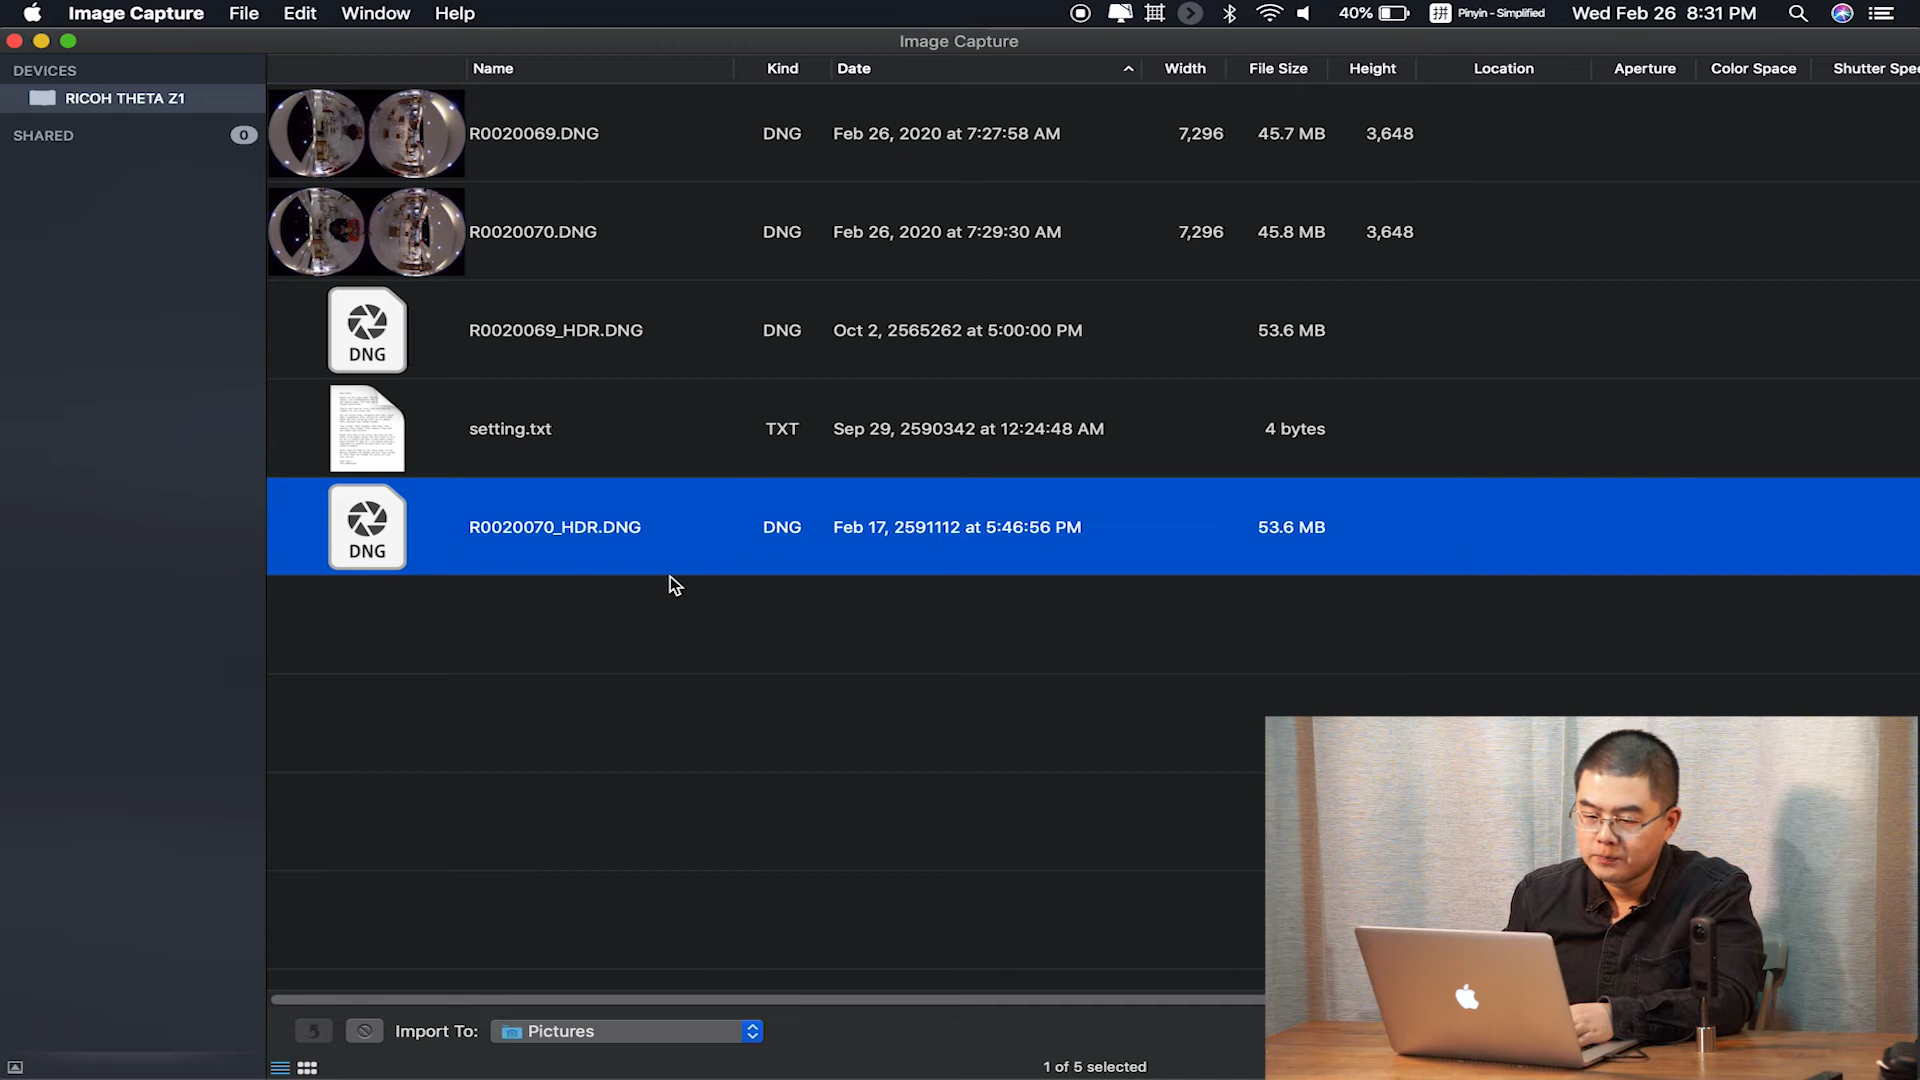 Image Capture File Edit Window Help 40% 拼 Pinyin - Simplified Wed Feb 26 8:31 PM
Image Capture
DEVICES
RICOH THETA Z1
SHARED 0
Name Kind Date Width File Size Height Location Aperture Color Space Shutter Spee
R0020069.DNG DNG Feb 26, 2020 at 7:27:58 AM 7,296 45.7 MB 3,648
R0020070.DNG DNG Feb 26, 2020 at 7:29:30 AM 7,296 45.8 MB 3,648
DNG R0020069_HDR.DNG DNG Oct 2, 2565262 at 5:00:00 PM 53.6 MB
setting.txt TXT Sep 29, 2590342 at 12:24:48 AM 4 bytes
DNG R0020070_HDR.DNG DNG Feb 17, 2591112 at 5:46:56 PM 53.6 MB
Import To: Pictures
1 of 5 selected